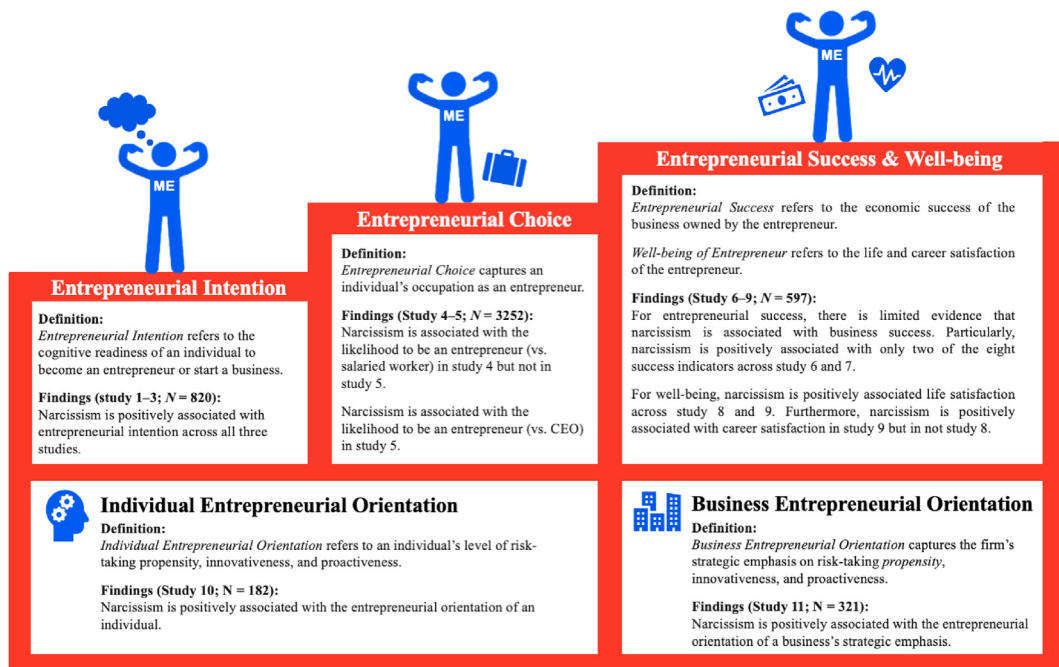 ME
ME
ME
Entrepreneurial Intention
Definition:
Entrepreneurial Intention refers to the
cognitive readiness of an individual to
become an entrepreneur or start a business.
Findings (study 1–3; N = 820):
Narcissism is positively associated with
entrepreneurial intention across all three
studies.
Entrepreneurial Choice
Definition:
Entrepreneurial Choice captures an
individual's occupation as an entrepreneur.
Findings (Study 4–5; N = 3252):
Narcissism is associated with the
likelihood to be an entrepreneur (vs.
salaried worker) in study 4 but not in
study 5.
Narcissism is associated with the
likelihood to be an entrepreneur (vs. CEO)
in study 5.
Entrepreneurial Success & Well-being
Definition:
Entrepreneurial Success refers to the economic success of the
business owned by the entrepreneur.
Well-being of Entrepreneur refers to the life and career satisfaction
of the entrepreneur.
Findings (Study 6–9; N = 597):
For entrepreneurial success, there is limited evidence that
narcissism is associated with business success. Particularly,
narcissism is positively associated with only two of the eight
success indicators across study 6 and 7.
For well-being, narcissism is positively associated life satisfaction
across study 8 and 9. Furthermore, narcissism is positively
associated with career satisfaction in study 9 but in not study 8.
Individual Entrepreneurial Orientation
Definition:
Individual Entrepreneurial Orientation refers to an individual's level of risk-
taking propensity, innovativeness, and proactiveness.
Findings (Study 10; N = 182):
Narcissism is positively associated with the entrepreneurial orientation of an
individual.
Business Entrepreneurial Orientation
Definition:
Business Entrepreneurial Orientation captures the firm's
strategic emphasis on risk-taking propensity,
innovativeness, and proactiveness.
Findings (Study 11; N = 321):
Narcissism is positively associated with the entrepreneurial
orientation of a business's strategic emphasis.